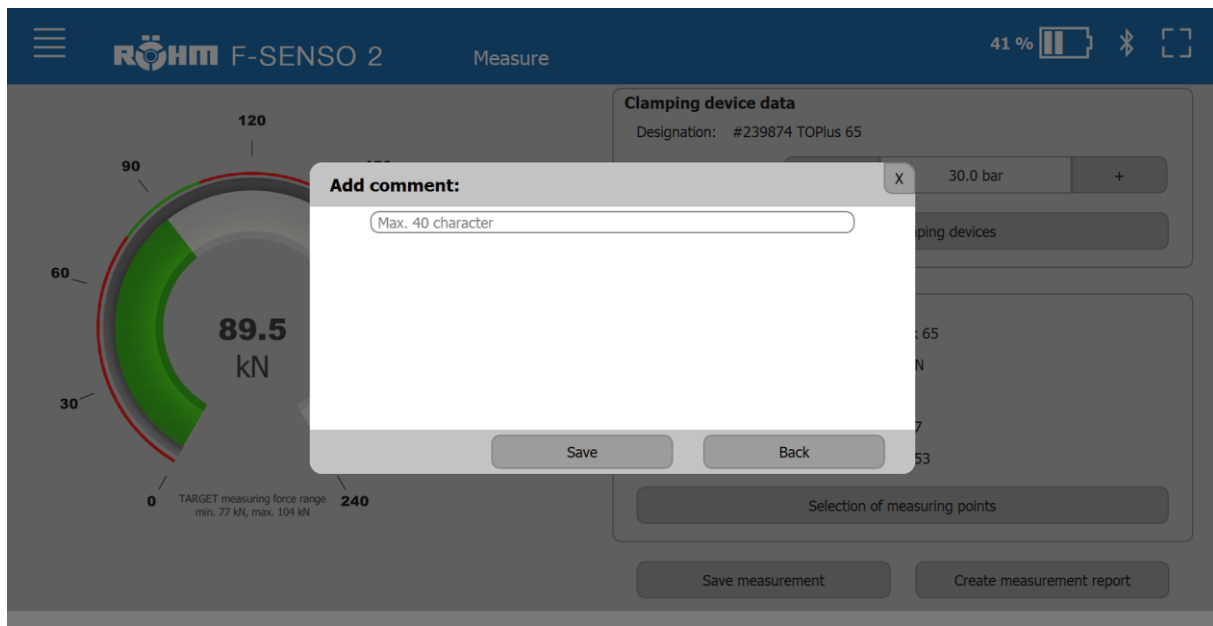 RÖHM F-SENSO 2
Measure
41 %
120
90
60
30
0
240
89.5
kN
TARGET measuring force range
min. 77 kN, max. 104 kN
Clamping device data
Designation: #239874 TOPlus 65
30.0 bar +
devices
65
N
7
53
Selection of measuring points
Save measurement
Create measurement report
Add comment:
X
Max. 40 character
Save
Back